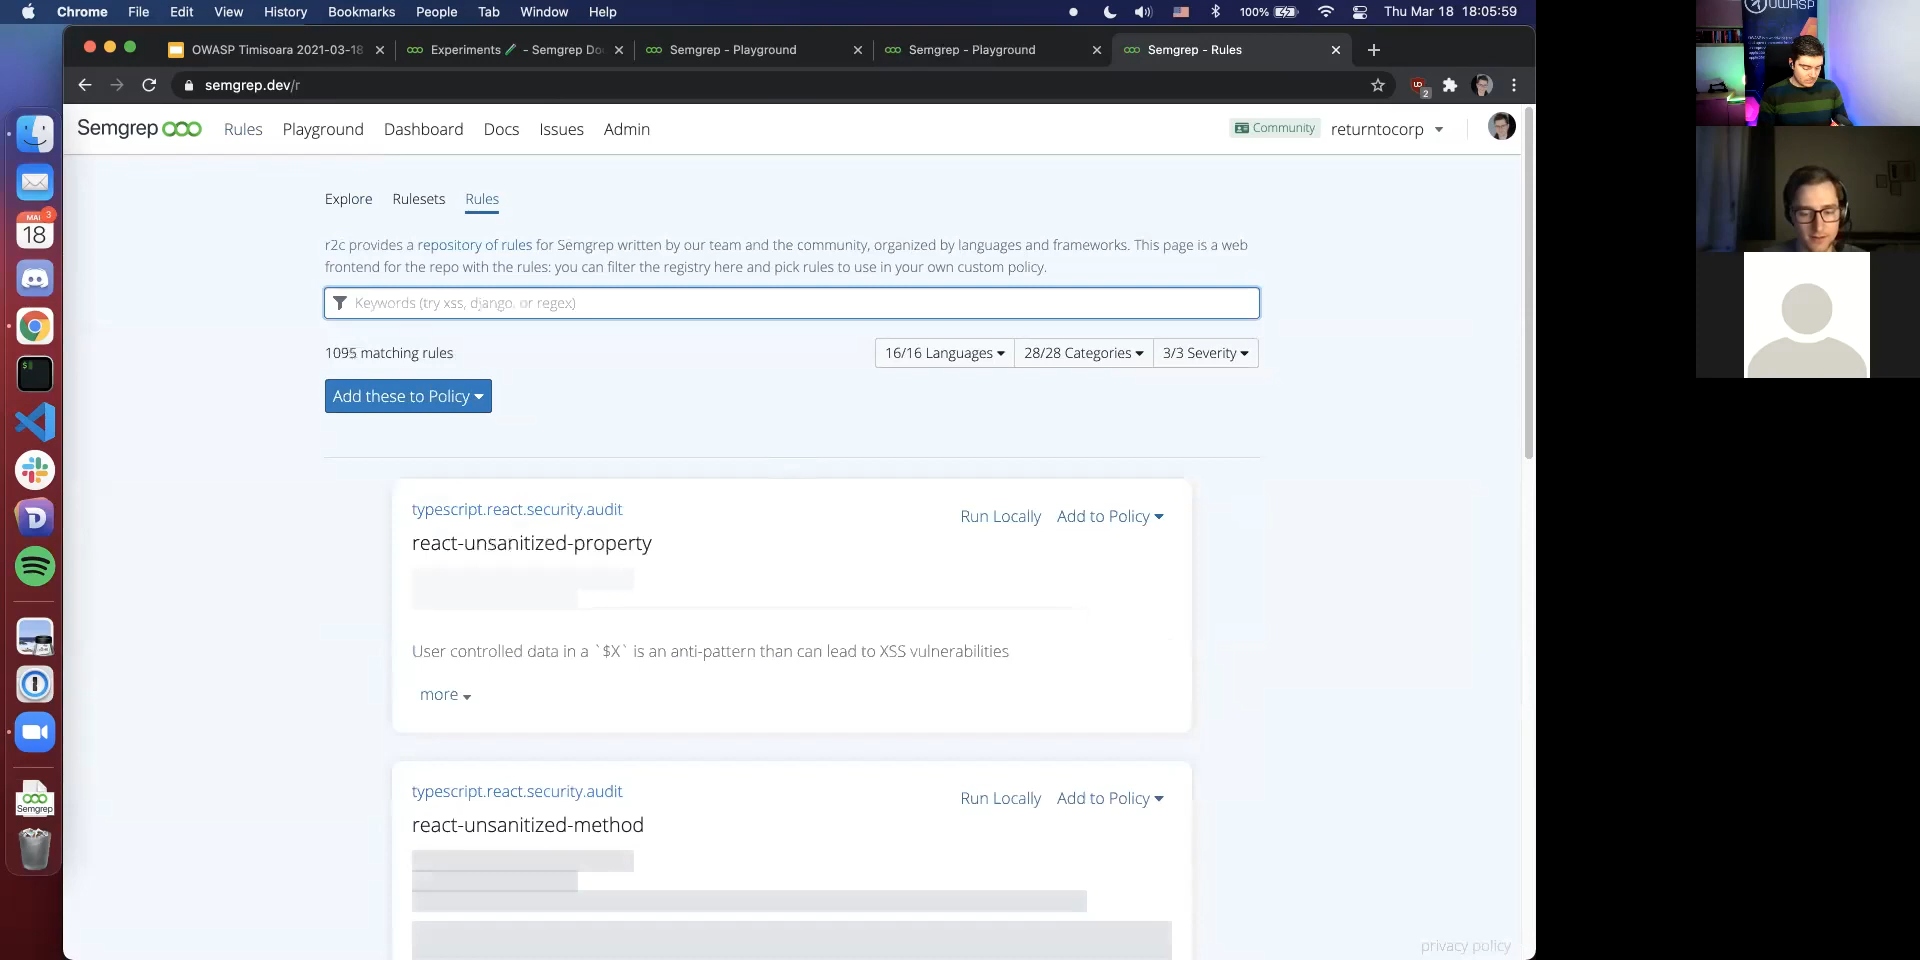 Chrome File Edit View History Bookmarks People Tab Window Help 100% Thu Mar 18 18:05:59
OWASP Timisoara 2021-03-18 Experiments - Semgrep Do Semgrep - Playground Semgrep - Playground Semgrep - Rules
semgrep.dev/r 2
Semgrep Rules Playground Dashboard Docs Issues Admin Community returntocorp
Explore Rulesets Rules
r2c provides a repository of rules for Semgrep written by our team and the community, organized by languages and frameworks. This page is a web
frontend for the repo with the rules: you can filter the registry here and pick rules to use in your own custom policy.
Keywords (try xss, django, or regex)
1095 matching rules 16/16 Languages 28/28 Categories 3/3 Severity
Add these to Policy
typescript.react.security.audit
Run Locally Add to Policy
react-unsanitized-property
User controlled data in a `$X` is an anti-pattern than can lead to XSS vulnerabilities
more
typescript.react.security.audit
Run Locally Add to Policy
react-unsanitized-method
privacy policy
MAI 3
18
Semgrep
OWASP